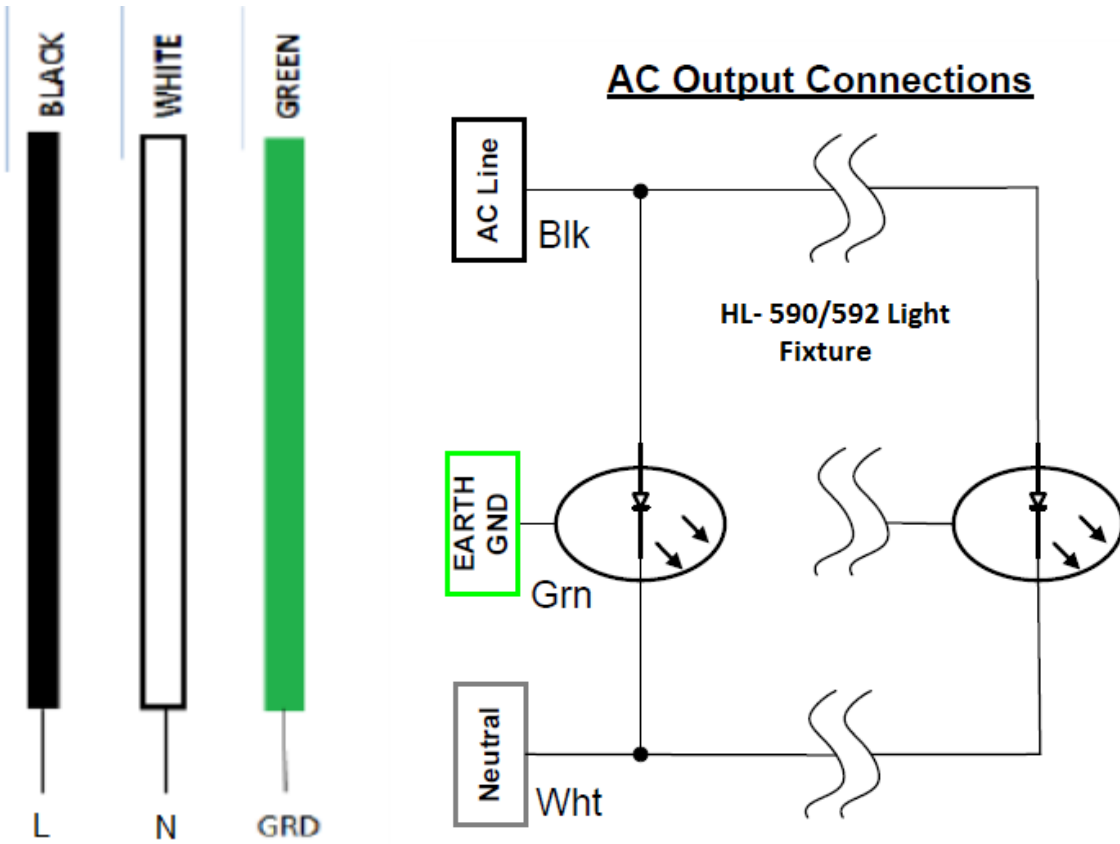 BLACK
WHITE
GREEN
L
N
GRD
AC Output Connections
AC Line
Blk
HL- 590/592 Light
Fixture
EARTH
GND
Grn
Neutral
Wht